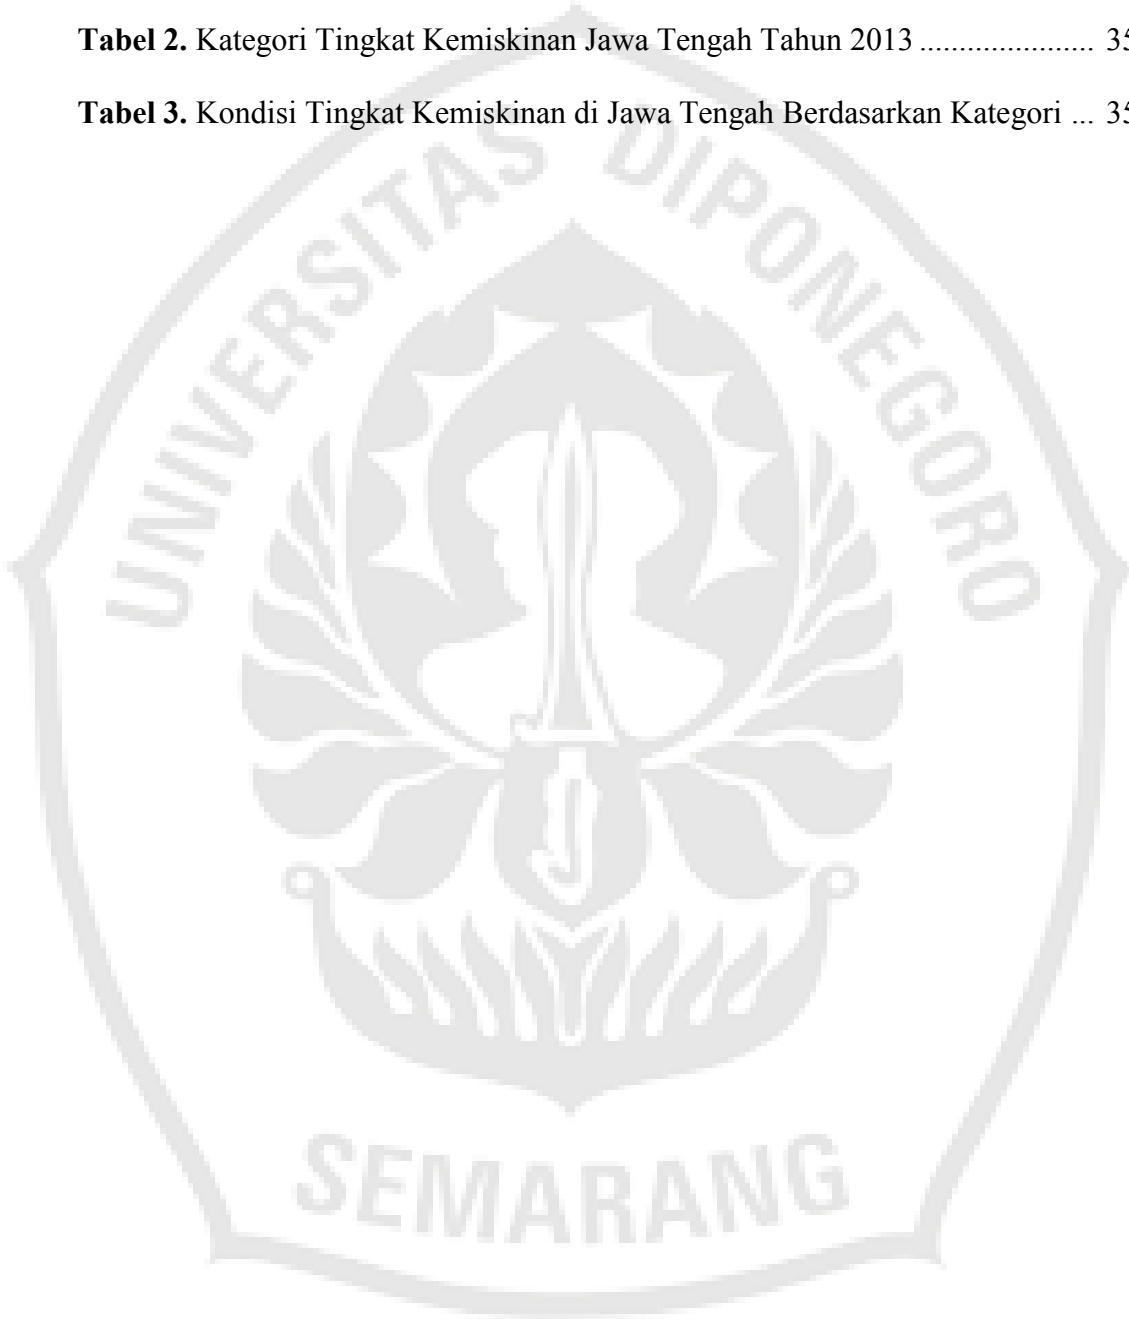 Tabel 2. Kategori Tingkat Kemiskinan Jawa Tengah Tahun 2013 ...................... 35
Tabel 3. Kondisi Tingkat Kemiskinan di Jawa Tengah Berdasarkan Kategori ... 35
UNIVERSITAS DIPONEGORO
SEMARANG